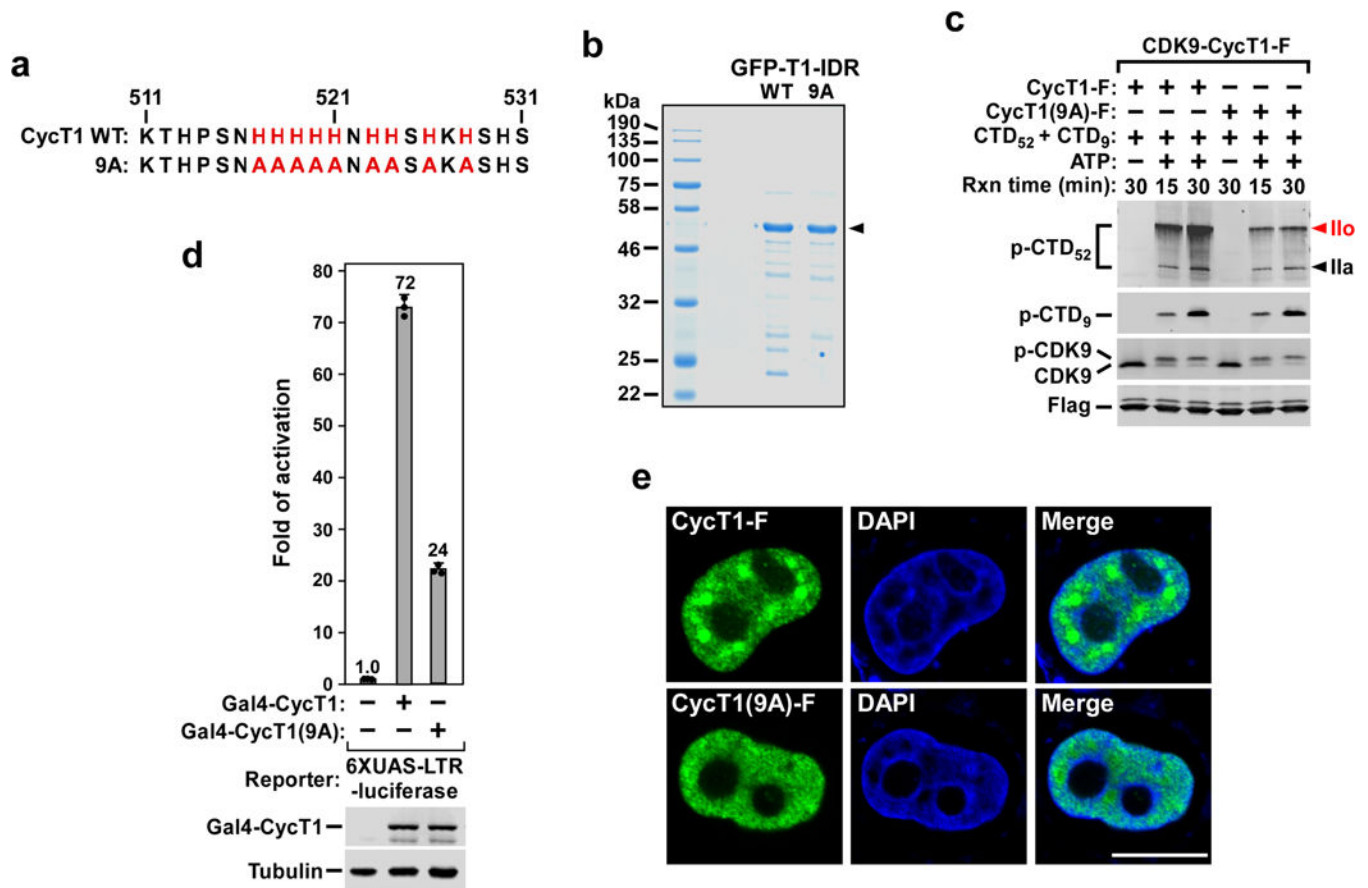 a
511 521 531
CycT1 WT: K T H P S N H H H H H N H H S H K H S H S
9A: K T H P S N A A A A A N A A S A K A S H S
b
GFP-T1-IDR
kDa WT 9A
190
135
100
75
58
46
32
25
22
c
CDK9-CycT1-F
CycT1-F: + + + − − −
CycT1(9A)-F: − − − + + +
CTD52 + CTD9: + + + + + +
ATP: − + + − + +
Rxn time (min): 30 15 30 30 15 30
p-CTD52
IIo
IIa
p-CTD9
p-CDK9
CDK9
Flag
d
Fold of activation
80
70
60
50
40
30
20
10
0
1.0
72
24
Gal4-CycT1: − + −
Gal4-CycT1(9A): − − +
Reporter: 6XUAS-LTR
-luciferase
Gal4-CycT1
Tubulin
e
CycT1-F DAPI Merge
CycT1(9A)-F DAPI Merge